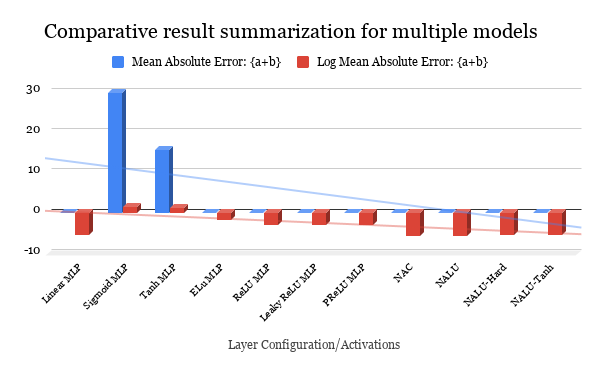 Comparative result summarization for multiple models
Mean Absolute Error: {a+b} Log Mean Absolute Error: {a+b}
30
20
10
0
-10
Linear MLP
Sigmoid MLP
Tanh MLP
ELu MLP
ReLU MLP
Leaky ReLU MLP
PReLU MLP
NAC
NALU
NALU-Hard
NALU-Tanh
Layer Configuration/Activations